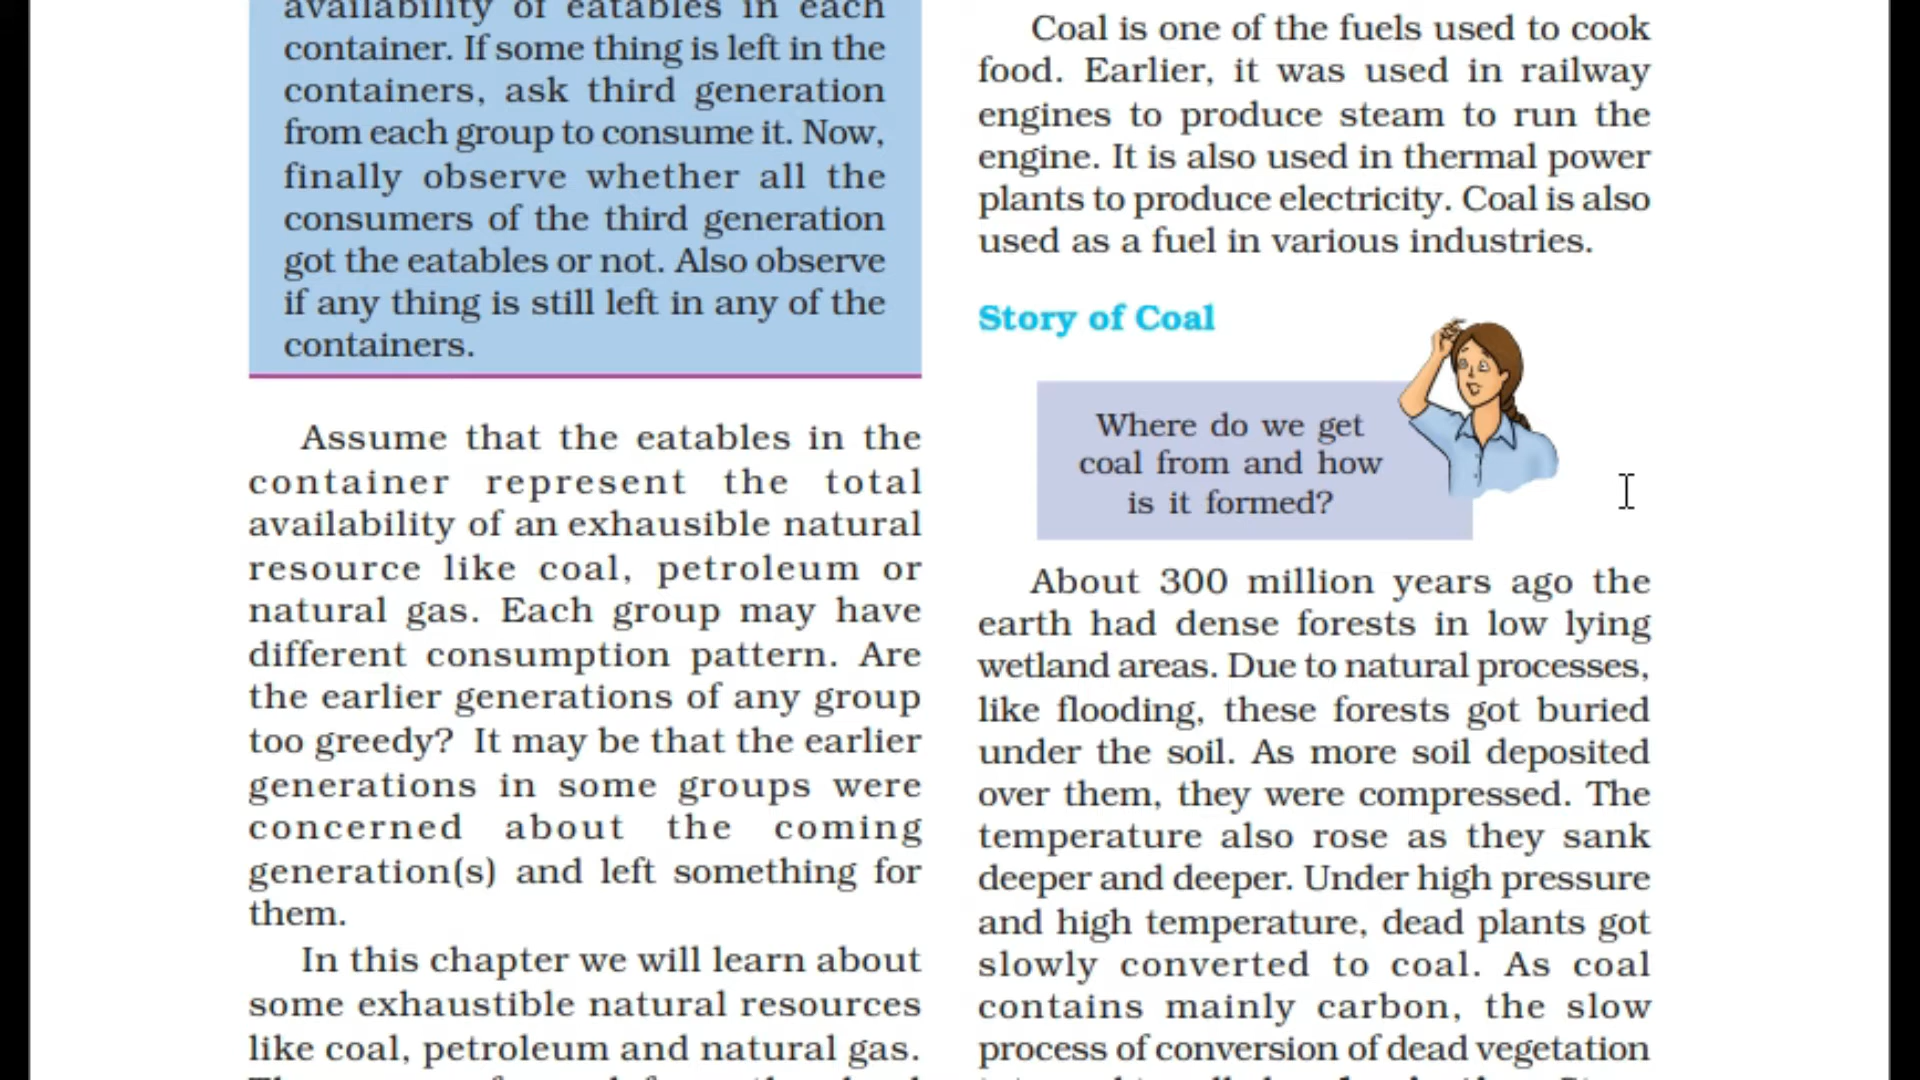 availability of eatables in each
container. If some thing is left in the
containers, ask third generation
from each group to consume it. Now,
finally observe whether all the
consumers of the third generation
got the eatables or not. Also observe
if any thing is still left in any of the
containers.
Assume that the eatables in the
container represent the total
availability of an exhausible natural
resource like coal, petroleum or
natural gas. Each group may have
different consumption pattern. Are
the earlier generations of any group
too greedy? It may be that the earlier
generations in some groups were
concerned about the coming
generation(s) and left something for
them.
In this chapter we will learn about
some exhaustible natural resources
like coal, petroleum and natural gas.
Coal is one of the fuels used to cook
food. Earlier, it was used in railway
engines to produce steam to run the
engine. It is also used in thermal power
plants to produce electricity. Coal is also
used as a fuel in various industries.
Story of Coal
Where do we get
coal from and how
is it formed?
About 300 million years ago the
earth had dense forests in low lying
wetland areas. Due to natural processes,
like flooding, these forests got buried
under the soil. As more soil deposited
over them, they were compressed. The
temperature also rose as they sank
deeper and deeper. Under high pressure
and high temperature, dead plants got
slowly converted to coal. As coal
contains mainly carbon, the slow
process of conversion of dead vegetation